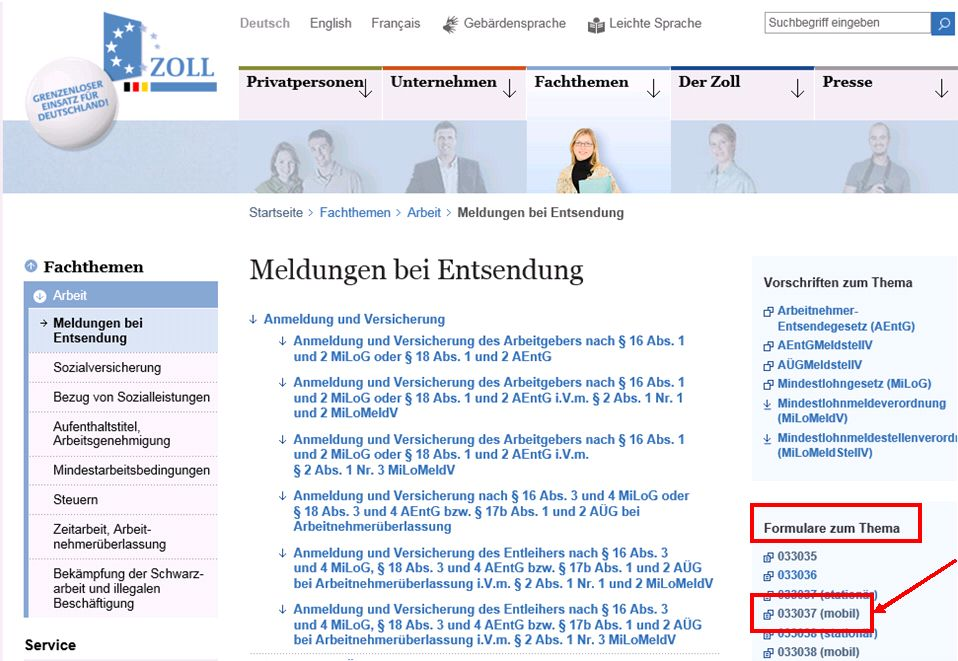 Deutsch English Français Gebärdensprache Leichte Sprache
Suchbegriff eingeben
ZOLL
GRENZENLOSER
EINSATZ FÜR
DEUTSCHLAND!
Privatpersonen Unternehmen Fachthemen Der Zoll Presse
Startseite > Fachthemen > Arbeit > Meldungen bei Entsendung
Fachthemen
Arbeit
Meldungen bei
Entsendung
Sozialversicherung
Bezug von Sozialleistungen
Aufenthaltstitel,
Arbeitsgenehmigung
Mindestarbeitsbedingungen
Steuern
Zeitarbeit, Arbeit-
nehmerüberlassung
Bekämpfung der Schwarz-
arbeit und illegalen
Beschäftigung
Service
Meldungen bei Entsendung
Anmeldung und Versicherung
Anmeldung und Versicherung des Arbeitgebers nach § 16 Abs. 1
und 2 MiLoG oder § 18 Abs. 1 und 2 AEntG
Anmeldung und Versicherung des Arbeitgebers nach § 16 Abs. 1
und 2 MiLoG oder § 18 Abs. 1 und 2 AEntG i.V.m. § 2 Abs. 1 Nr. 1
und 2 MiLoMeldV
Anmeldung und Versicherung des Arbeitgebers nach § 16 Abs. 1
und 2 MiLoG oder § 18 Abs. 1 und 2 AEntG i.V.m.
§ 2 Abs. 1 Nr. 3 MiLoMeldV
Anmeldung und Versicherung nach § 16 Abs. 3 und 4 MiLoG oder
§ 18 Abs. 3 und 4 AEntG bzw. § 17b Abs. 1 und 2 AÜG bei
Arbeitnehmerüberlassung
Anmeldung und Versicherung des Entleihers nach § 16 Abs. 3
und 4 MiLoG, § 18 Abs. 3 und 4 AEntG bzw. § 17b Abs. 1 und 2 AÜG
bei Arbeitnehmerüberlassung i.V.m. § 2 Abs. 1 Nr. 1 und 2 MiLoMeldV
Anmeldung und Versicherung des Entleihers nach § 16 Abs. 3
und 4 MiLoG, § 18 Abs. 3 und 4 AEntG bzw. § 17b Abs. 1 und 2 AÜG
bei Arbeitnehmerüberlassung i.V.m. § 2 Abs. 1 Nr. 3 MiLoMeldV
Vorschriften zum Thema
Arbeitnehmer-
Entsendegesetz (AEntG)
AEntGMeldstellV
AÜGMeldstellV
Mindestlohngesetz (MiLoG)
Mindestlohnmeldeverordnung
(MiLoMeldV)
Mindestlohnmeldestellenverord
(MiLoMeldStellV)
Formulare zum Thema
033035
033036
033037 (stationär)
033037 (mobil)
033038 (stationär)
033038 (mobil)